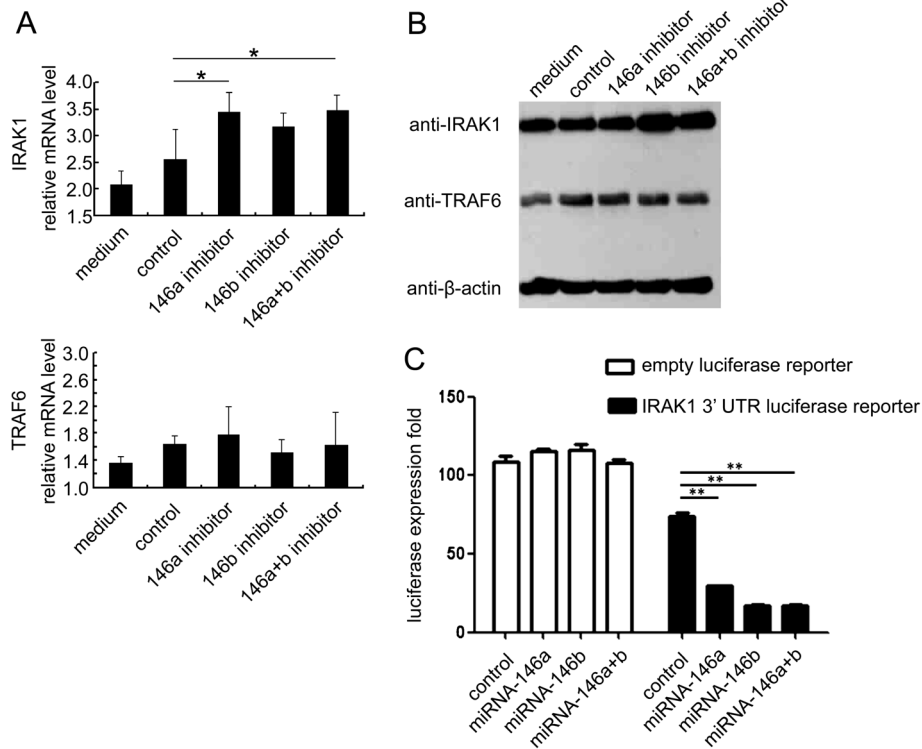 A
*
*
IRAK1
relative mRNA level
4.0
3.5
3.0
2.5
2.0
1.5
medium
control
146a inhibitor
146b inhibitor
146a+b inhibitor
TRAF6
relative mRNA level
3.0
2.6
2.2
1.8
1.4
1.0
medium
control
146a inhibitor
146b inhibitor
146a+b inhibitor
B
medium
control
146a inhibitor
146b inhibitor
146a+b inhibitor
anti-IRAK1
anti-TRAF6
anti-β-actin
C
empty luciferase reporter
IRAK1 3' UTR luciferase reporter
luciferase expression fold
150
100
50
0
**
**
**
control
miRNA-146a
miRNA-146b
miRNA-146a+b
control
miRNA-146a
miRNA-146b
miRNA-146a+b